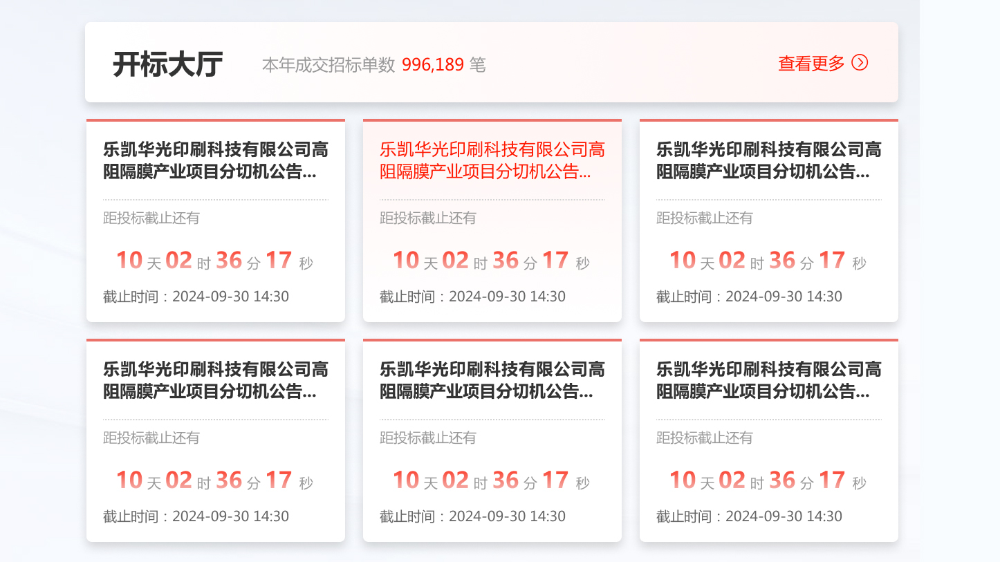 开标大厅 本年成交招标单数 996,189 笔 查看更多
乐凯华光印刷科技有限公司高
阻隔膜产业项目分切机公告...
距投标截止还有
10 天 02 时 36 分 17 秒
截止时间：2024-09-30 14:30
乐凯华光印刷科技有限公司高
阻隔膜产业项目分切机公告...
距投标截止还有
10 天 02 时 36 分 17 秒
截止时间：2024-09-30 14:30
乐凯华光印刷科技有限公司高
阻隔膜产业项目分切机公告...
距投标截止还有
10 天 02 时 36 分 17 秒
截止时间：2024-09-30 14:30
乐凯华光印刷科技有限公司高
阻隔膜产业项目分切机公告...
距投标截止还有
10 天 02 时 36 分 17 秒
截止时间：2024-09-30 14:30
乐凯华光印刷科技有限公司高
阻隔膜产业项目分切机公告...
距投标截止还有
10 天 02 时 36 分 17 秒
截止时间：2024-09-30 14:30
乐凯华光印刷科技有限公司高
阻隔膜产业项目分切机公告...
距投标截止还有
10 天 02 时 36 分 17 秒
截止时间：2024-09-30 14:30